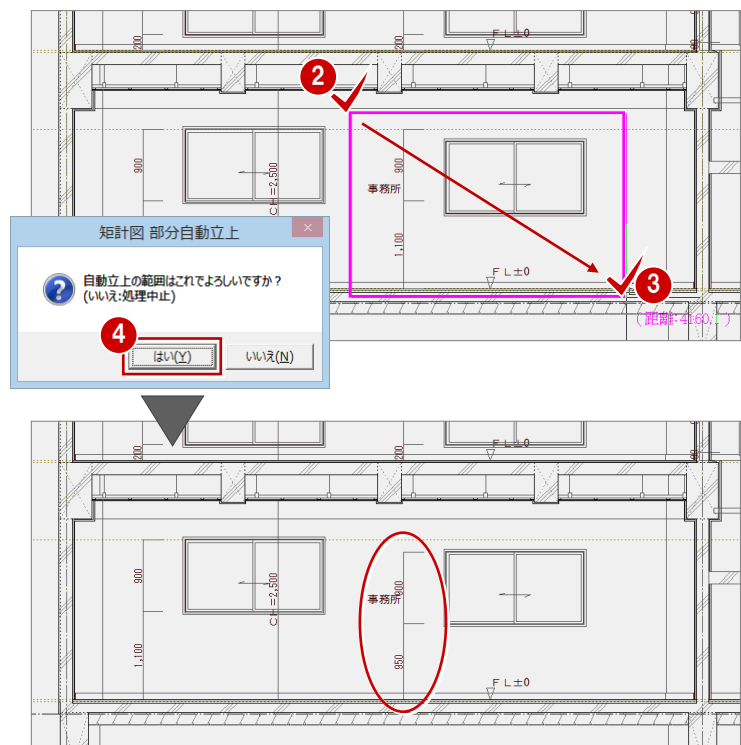 200
200
FL±0
2
900
CH=2,500
900
事務所
1,100
FL±0
3
(距離:4160,1)
矩計図 部分自動立上
×
?
自動立上の範囲はこれでよろしいですか?
(いいえ:処理中止)
4
はい(Y)
いいえ(N)
200
200
FL±0
900
CH=2,500
900
事務所
1,100
950
FL±0